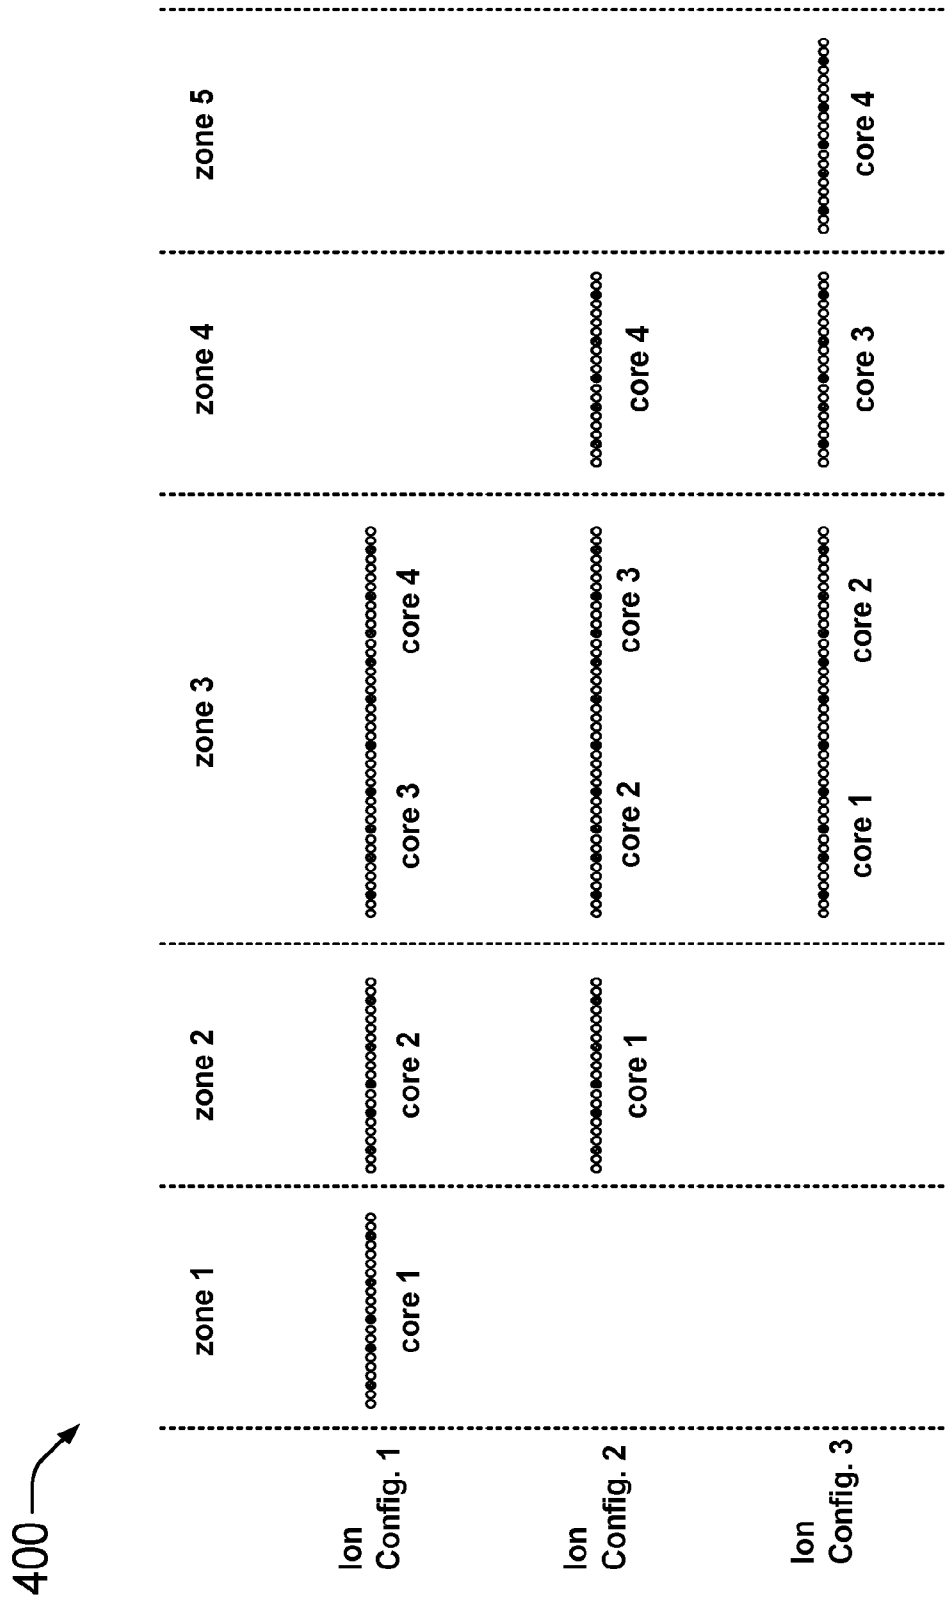 400
zone 1
zone 2
zone 3
zone 4
zone 5
Ion
Config. 1
core 1
core 2
core 3
core 4
Ion
Config. 2
core 1
core 2
core 3
core 4
Ion
Config. 3
core 1
core 2
core 3
core 4